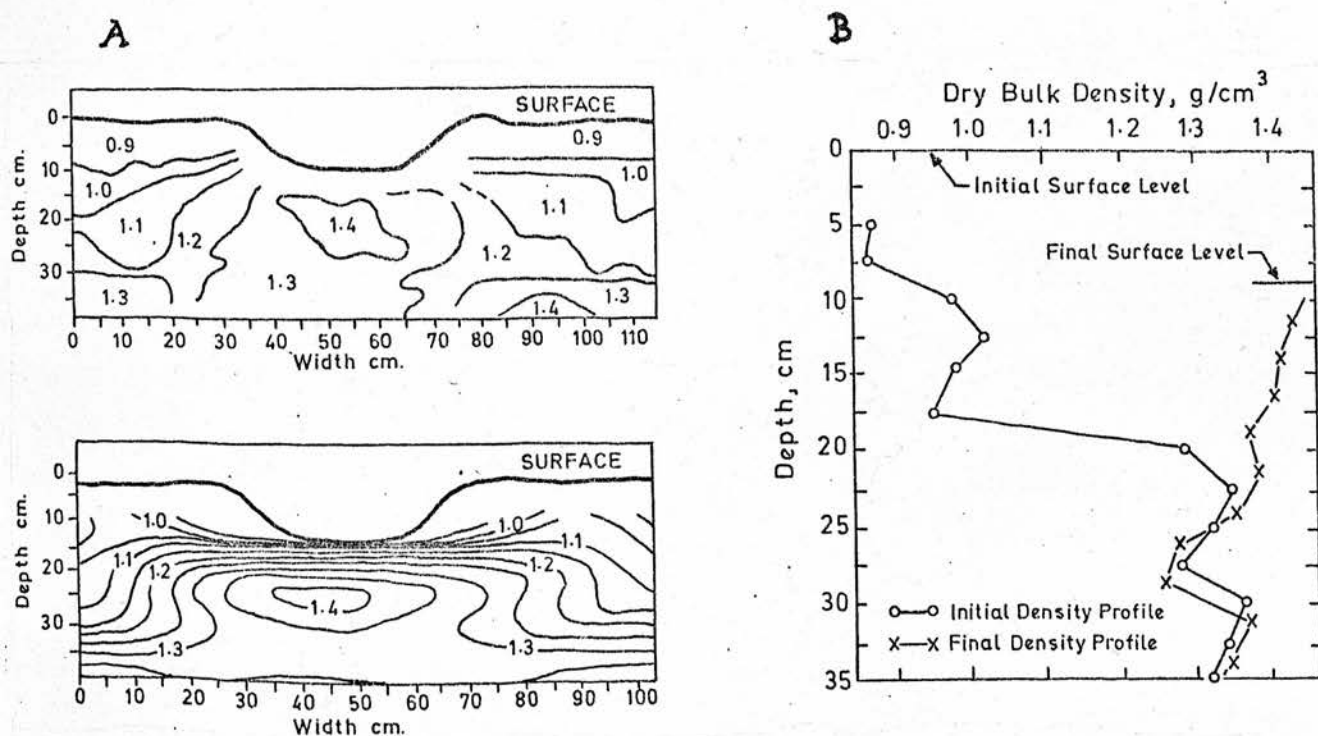 A
SURFACE
0
0.9
0.9
10
1.0
1.0
1.1
1.1
20
1.4
1.2
1.2
30
1.3
1.3
1.3
1.4
Depth cm.
0 10 20 30 40 50 60 70 80 90 100 110
Width cm.
SURFACE
0
10
1.0
1.0
1.1
1.1
20
1.2
1.2
1.4
30
1.3
1.3
Depth cm.
0 10 20 30 40 50 60 70 80 90 100
Width cm.
B
Dry Bulk Density, g/cm³
0.9 1.0 1.1 1.2 1.3 1.4
0
Initial Surface Level
5
Final Surface Level
10
15
20
25
30
35
Depth, cm
o—o Initial Density Profile
x—x Final Density Profile